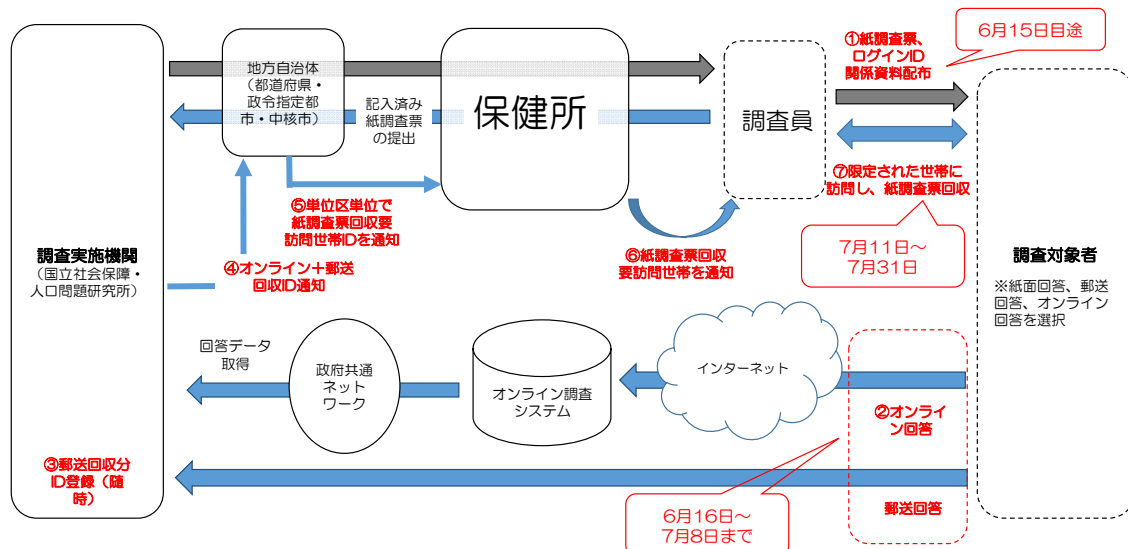 ①紙調査票、
ログインID
関係資料配布
6月15日目途
地方自治体
（都道府県・
政令指定都
市・中核市）
記入済み
紙調査票
の提出
保健所
調査員
⑦限定された世帯に
訪問し、紙調査票回収
⑤単位区単位で
紙調査票回収要
訪問世帯IDを通知
⑥紙調査票回収
要訪問世帯を通知
7月11日～
7月31日
調査実施機関
（国立社会保障・
人口問題研究所）
④オンライン＋郵送
回収ID通知
調査対象者
※紙面回答、郵送
回答、オンライン
回答を選択
回答データ
取得
政府共通
ネット
ワーク
オンライン調査
システム
インターネット
②オンライ
ン回答
③郵送回収分
ID登録（随
時）
郵送回答
6月16日～
7月8日まで